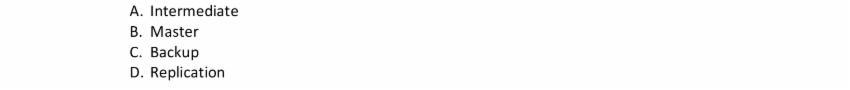 A. Intermediate
B. Master
C. Backup
D. Replication